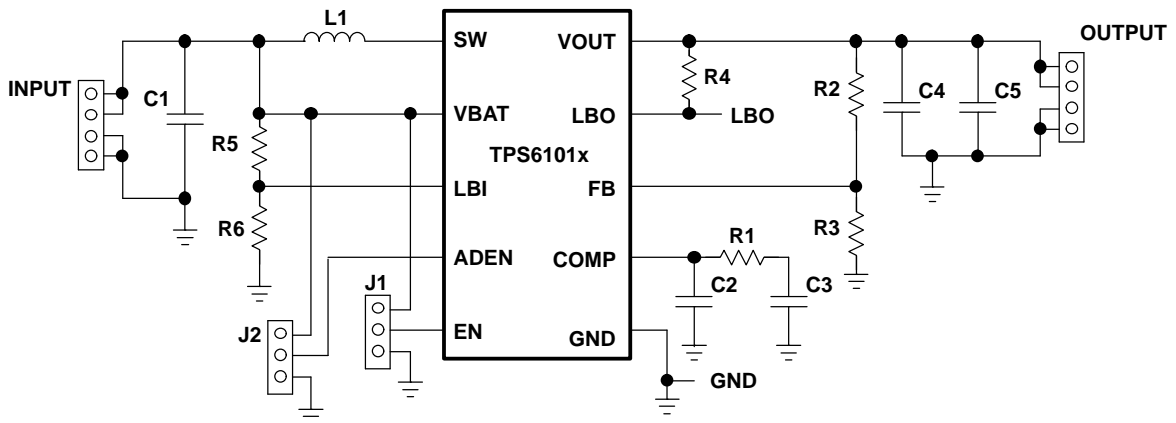 L1
SW
VOUT
OUTPUT
INPUT
C1
R4
R2
C4
C5
VBAT
LBO
LBO
R5
TPS6101x
LBI
FB
R6
R3
ADEN
COMP
R1
J1
C2
C3
J2
EN
GND
GND